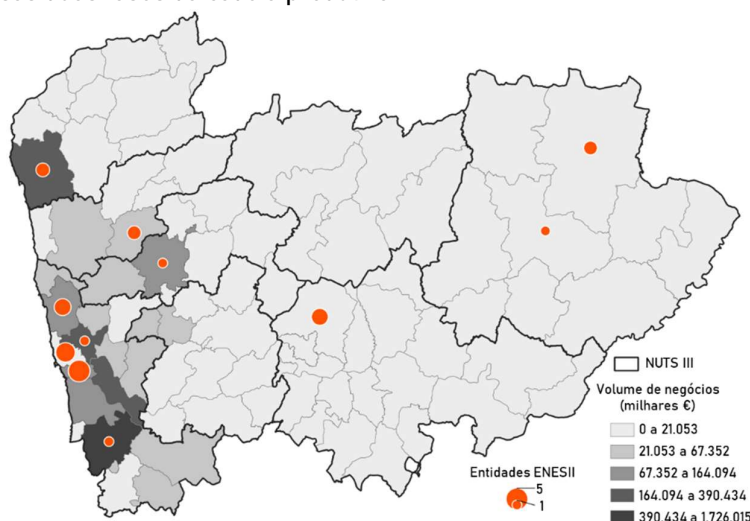 NUTS III
Volume de negócios
(milhares €)
0 a 21.053
21.053 a 67.352
67.352 a 164.094
164.094 a 390.434
390.434 a 1.726.015
Entidades ENESII
5
1